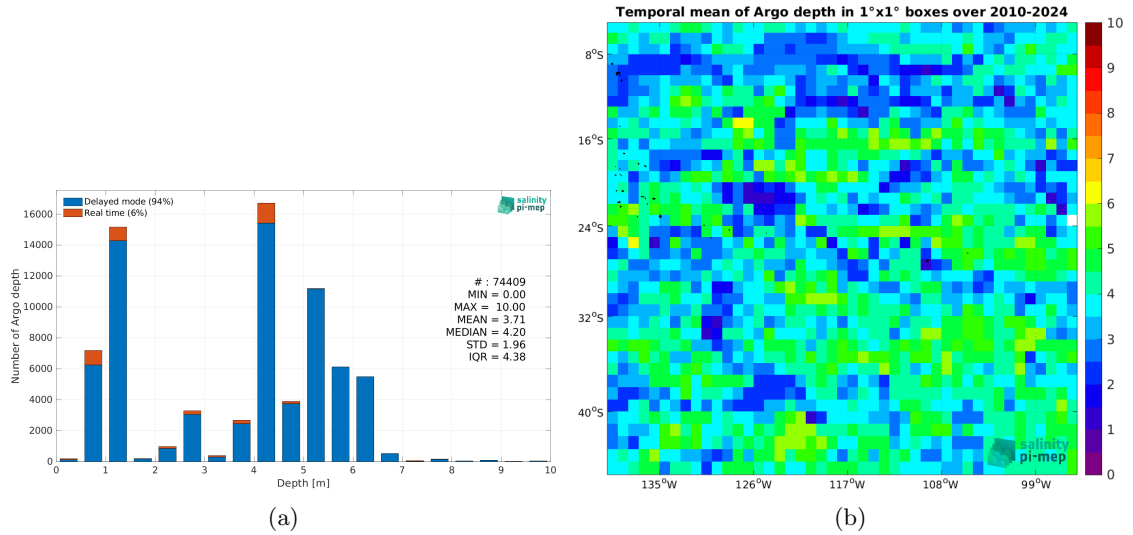 Delayed mode (94%)
Real time (6%)
salinity
pi-mep
# : 74409
MIN = 0.00
MAX = 10.00
MEAN = 3.71
MEDIAN = 4.20
STD = 1.96
IQR = 4.38
Number of Argo depth
16000
14000
12000
10000
8000
6000
4000
2000
0
0 1 2 3 4 5 6 7 8 9 10
Depth [m]
(a)
Temporal mean of Argo depth in 1°x1° boxes over 2010-2024
8°S
16°S
24°S
32°S
40°S
135°W 126°W 117°W 108°W 99°W
salinity
pi-mep
10
9
8
7
6
5
4
3
2
1
0
(b)